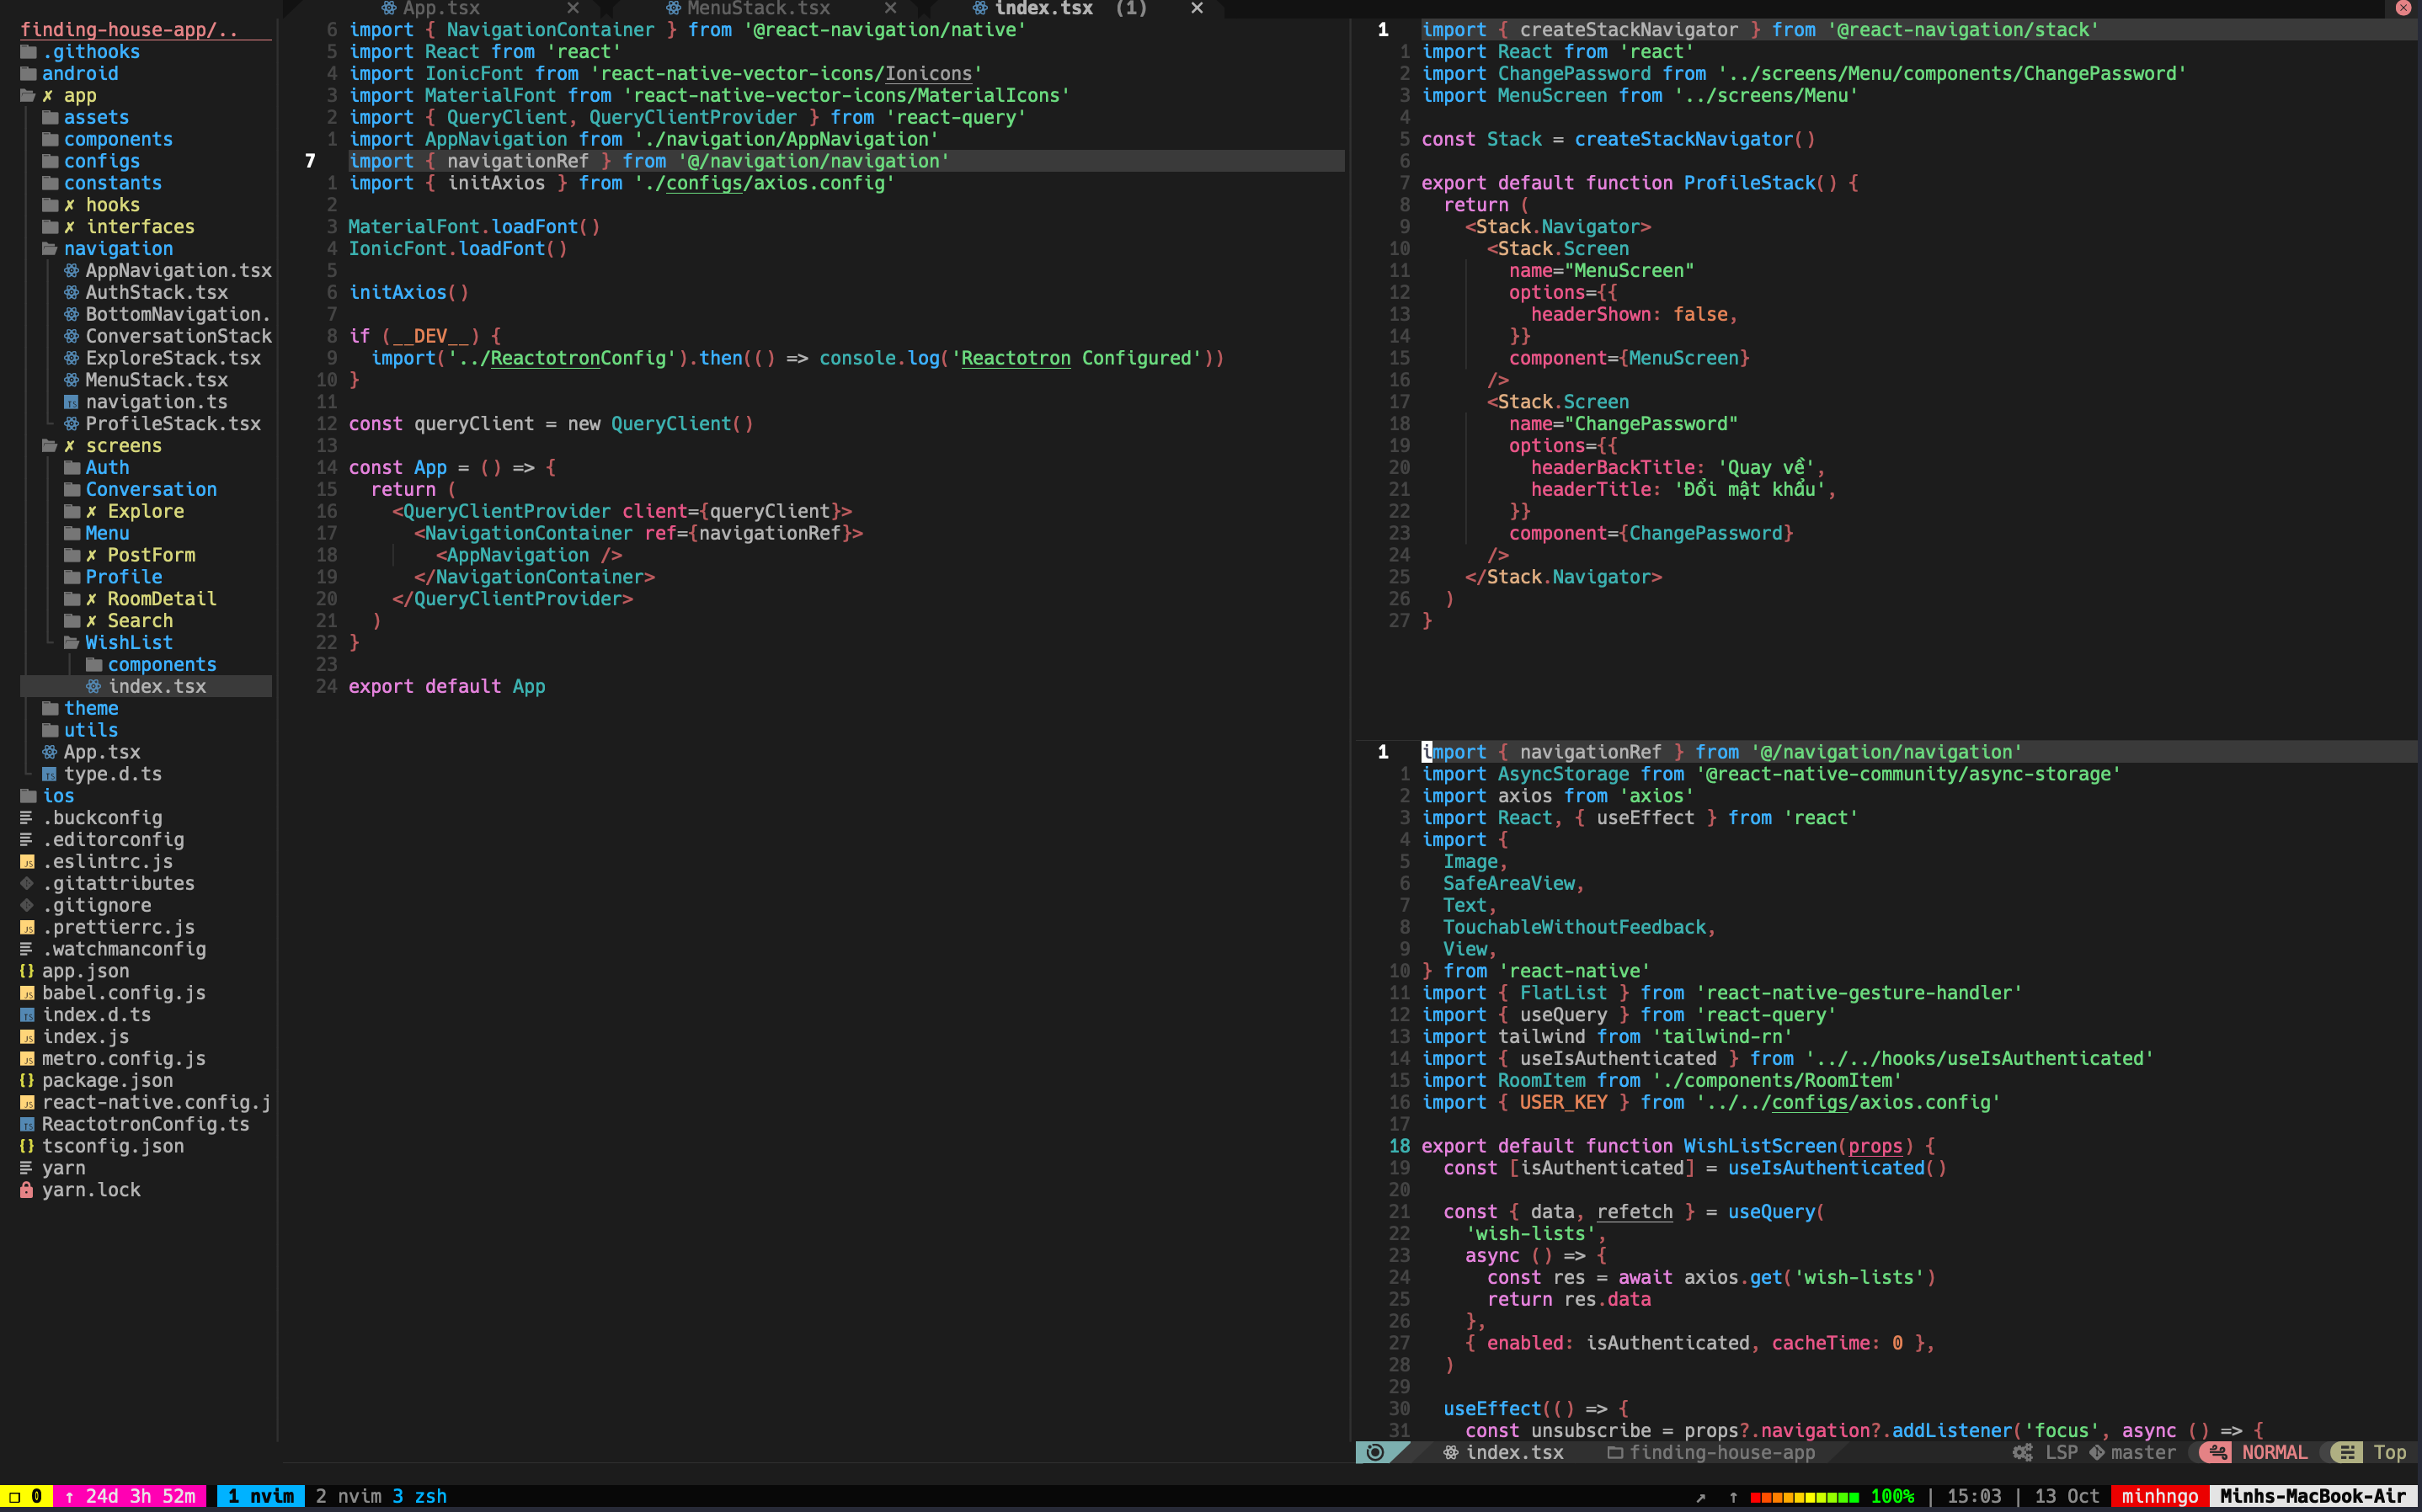 App.tsx ✕ MenuStack.tsx ✕ index.tsx (1) ✕
finding-house-app/..
.githooks
android
✗ app
assets
components
configs
constants
✗ hooks
✗ interfaces
navigation
AppNavigation.tsx
AuthStack.tsx
BottomNavigation.
ConversationStack
ExploreStack.tsx
MenuStack.tsx
navigation.ts
ProfileStack.tsx
✗ screens
Auth
Conversation
✗ Explore
Menu
✗ PostForm
Profile
✗ RoomDetail
✗ Search
WishList
components
index.tsx
theme
utils
App.tsx
type.d.ts
ios
.buckconfig
.editorconfig
.eslintrc.js
.gitattributes
.gitignore
.prettierrc.js
.watchmanconfig
app.json
babel.config.js
index.d.ts
index.js
metro.config.js
package.json
react-native.config.j
ReactotronConfig.ts
tsconfig.json
yarn
yarn.lock
6 import { NavigationContainer } from '@react-navigation/native'
5 import React from 'react'
4 import IonicFont from 'react-native-vector-icons/Ionicons'
3 import MaterialFont from 'react-native-vector-icons/MaterialIcons'
2 import { QueryClient, QueryClientProvider } from 'react-query'
1 import AppNavigation from './navigation/AppNavigation'
7 import { navigationRef } from '@/navigation/navigation'
1 import { initAxios } from './configs/axios.config'
2
3 MaterialFont.loadFont()
4 IonicFont.loadFont()
5
6 initAxios()
7
8 if (__DEV__) {
9 import('../ReactotronConfig').then(() => console.log('Reactotron Configured'))
10 }
11
12 const queryClient = new QueryClient()
13
14 const App = () => {
15 return (
16 <QueryClientProvider client={queryClient}>
17 <NavigationContainer ref={navigationRef}>
18 <AppNavigation />
19 </NavigationContainer>
20 </QueryClientProvider>
21 )
22 }
23
24 export default App
1 import { createStackNavigator } from '@react-navigation/stack'
1 import React from 'react'
2 import ChangePassword from '../screens/Menu/components/ChangePassword'
3 import MenuScreen from '../screens/Menu'
4
5 const Stack = createStackNavigator()
6
7 export default function ProfileStack() {
8 return (
9 <Stack.Navigator>
10 <Stack.Screen
11 name="MenuScreen"
12 options={{
13 headerShown: false,
14 }}
15 component={MenuScreen}
16 />
17 <Stack.Screen
18 name="ChangePassword"
19 options={{
20 headerBackTitle: 'Quay về',
21 headerTitle: 'Đổi mật khẩu',
22 }}
23 component={ChangePassword}
24 />
25 </Stack.Navigator>
26 )
27 }
1 import { navigationRef } from '@/navigation/navigation'
1 import AsyncStorage from '@react-native-community/async-storage'
2 import axios from 'axios'
3 import React, { useEffect } from 'react'
4 import {
5 Image,
6 SafeAreaView,
7 Text,
8 TouchableWithoutFeedback,
9 View,
10 } from 'react-native'
11 import { FlatList } from 'react-native-gesture-handler'
12 import { useQuery } from 'react-query'
13 import tailwind from 'tailwind-rn'
14 import { useIsAuthenticated } from '../../hooks/useIsAuthenticated'
15 import RoomItem from './components/RoomItem'
16 import { USER_KEY } from '../../configs/axios.config'
17
18 export default function WishListScreen(props) {
19 const [isAuthenticated] = useIsAuthenticated()
20
21 const { data, refetch } = useQuery(
22 'wish-lists',
23 async () => {
24 const res = await axios.get('wish-lists')
25 return res.data
26 },
27 { enabled: isAuthenticated, cacheTime: 0 },
28 )
29
30 useEffect(() => {
31 const unsubscribe = props?.navigation?.addListener('focus', async () => {
index.tsx finding-house-app LSP master NORMAL Top
0 ↑ 24d 3h 52m 1 nvim 2 nvim 3 zsh ↗ ↑ 100% | 15:03 | 13 Oct minhngo Minhs-MacBook-Air